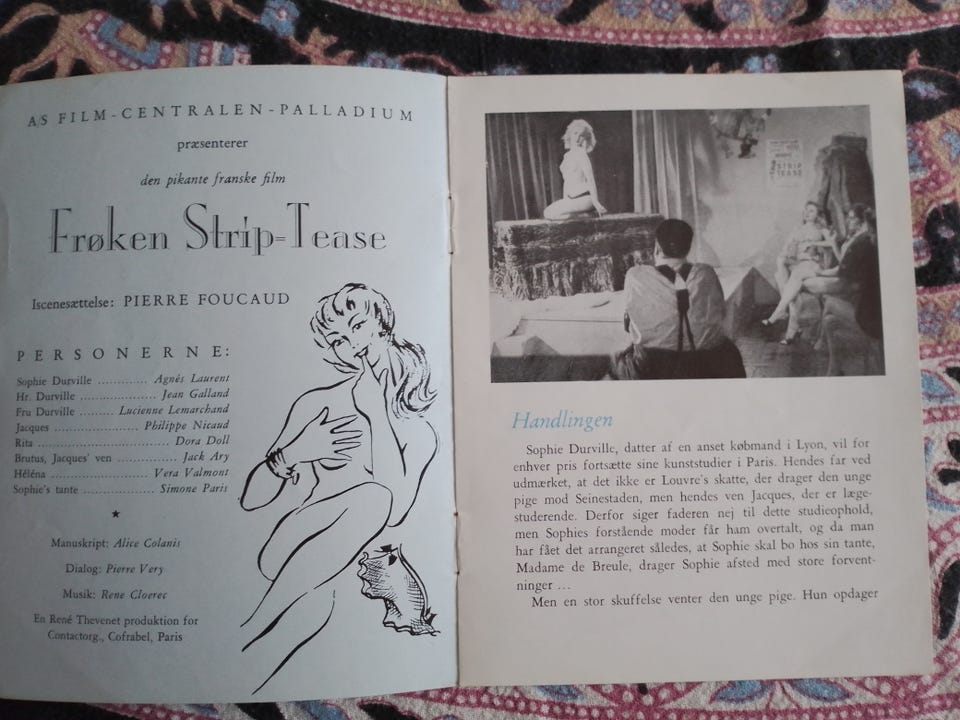 A/S FILM-CENTRALEN-PALLADIUM
præsenterer
den pikante franske film
Frøken Strip-Tease
Iscenesættelse: PIERRE FOUCAUD
PERSONERNE:
Sophie Durville ............ Agnès Laurent
Hr. Durville .................. Jean Galland
Fru Durville ......... Lucienne Lemarchand
Jacques ....................... Philippe Nicaud
Rita ................................ Dora Doll
Brutus, Jacques' ven ............ Jack Ary
Héléna ........................ Vera Valmont
Sophie's tante ................ Simone Paris
★
Manuskript: Alice Colanis
Dialog: Pierre Very
Musik: Rene Cloerec
En René Thevenet produktion for
Contactorg., Cofrabel, Paris
STRIP
TEASE
Handlingen
Sophie Durville, datter af en anset købmand i Lyon, vil for
enhver pris fortsætte sine kunststudier i Paris. Hendes far ved
udmærket, at det ikke er Louvre's skatte, der drager den unge
pige mod Seinestaden, men hendes ven Jacques, der er læge-
studerende. Derfor siger faderen nej til dette studieophold,
men Sophies forstående moder får ham overtalt, og da man
har fået det arrangeret således, at Sophie skal bo hos sin tante,
Madame de Breule, drager Sophie afsted med store forvent-
ninger ...
Men en stor skuffelse venter den unge pige. Hun opdager